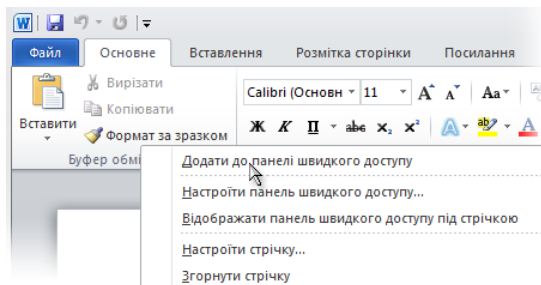 Файл Основне Вставлення Розмітка сторінки Посилання
Вирізати
Копіювати
Вставити
Формат за зразком
Calibri (Основн 11 A A Aa
Ж К П abc x₂ x² A ab A
Буфер обмі
Додати до панелі швидкого доступу
Настроїти панель швидкого доступу...
Відображати панель швидкого доступу під стрічкою
Настроїти стрічку...
Згорнути стрічку